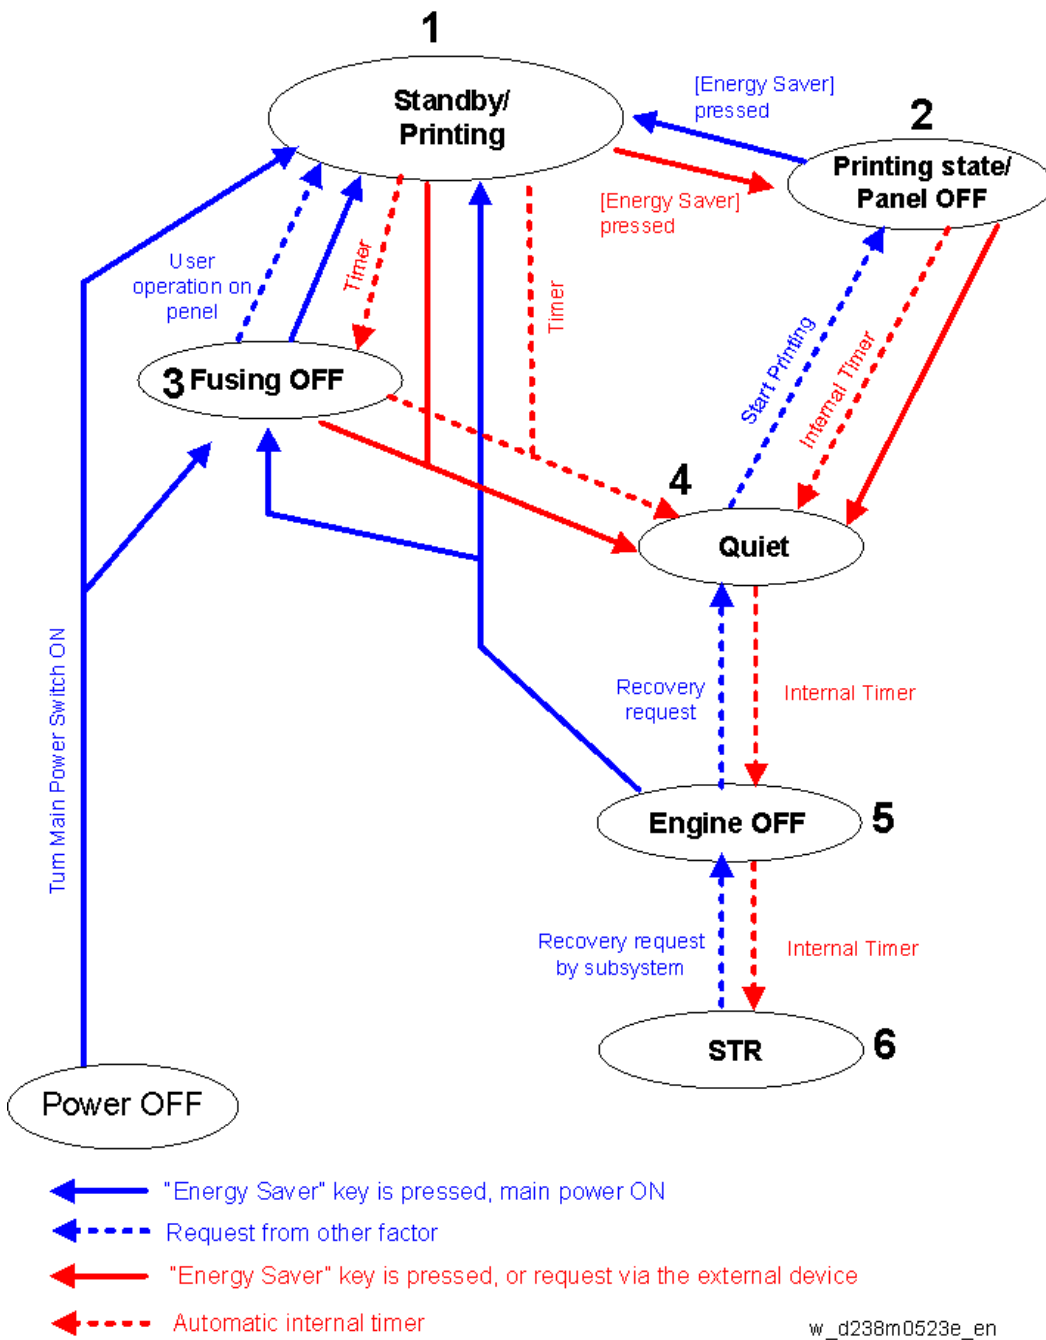 1
Standby/
Printing
[Energy Saver]
pressed
2
Printing state/
Panel OFF
[Energy Saver]
pressed
User
operation on
penel
Timer
Timer
3 Fusing OFF
Start Printing
Internal Timer
4
Quiet
Recovery
request
Internal Timer
Turn Main Power Switch ON
Engine OFF
5
Recovery request
by subsystem
Internal Timer
STR
6
Power OFF
"Energy Saver" key is pressed, main power ON
Request from other factor
"Energy Saver" key is pressed, or request via the external device
Automatic internal timer
w_d238m0523e_en